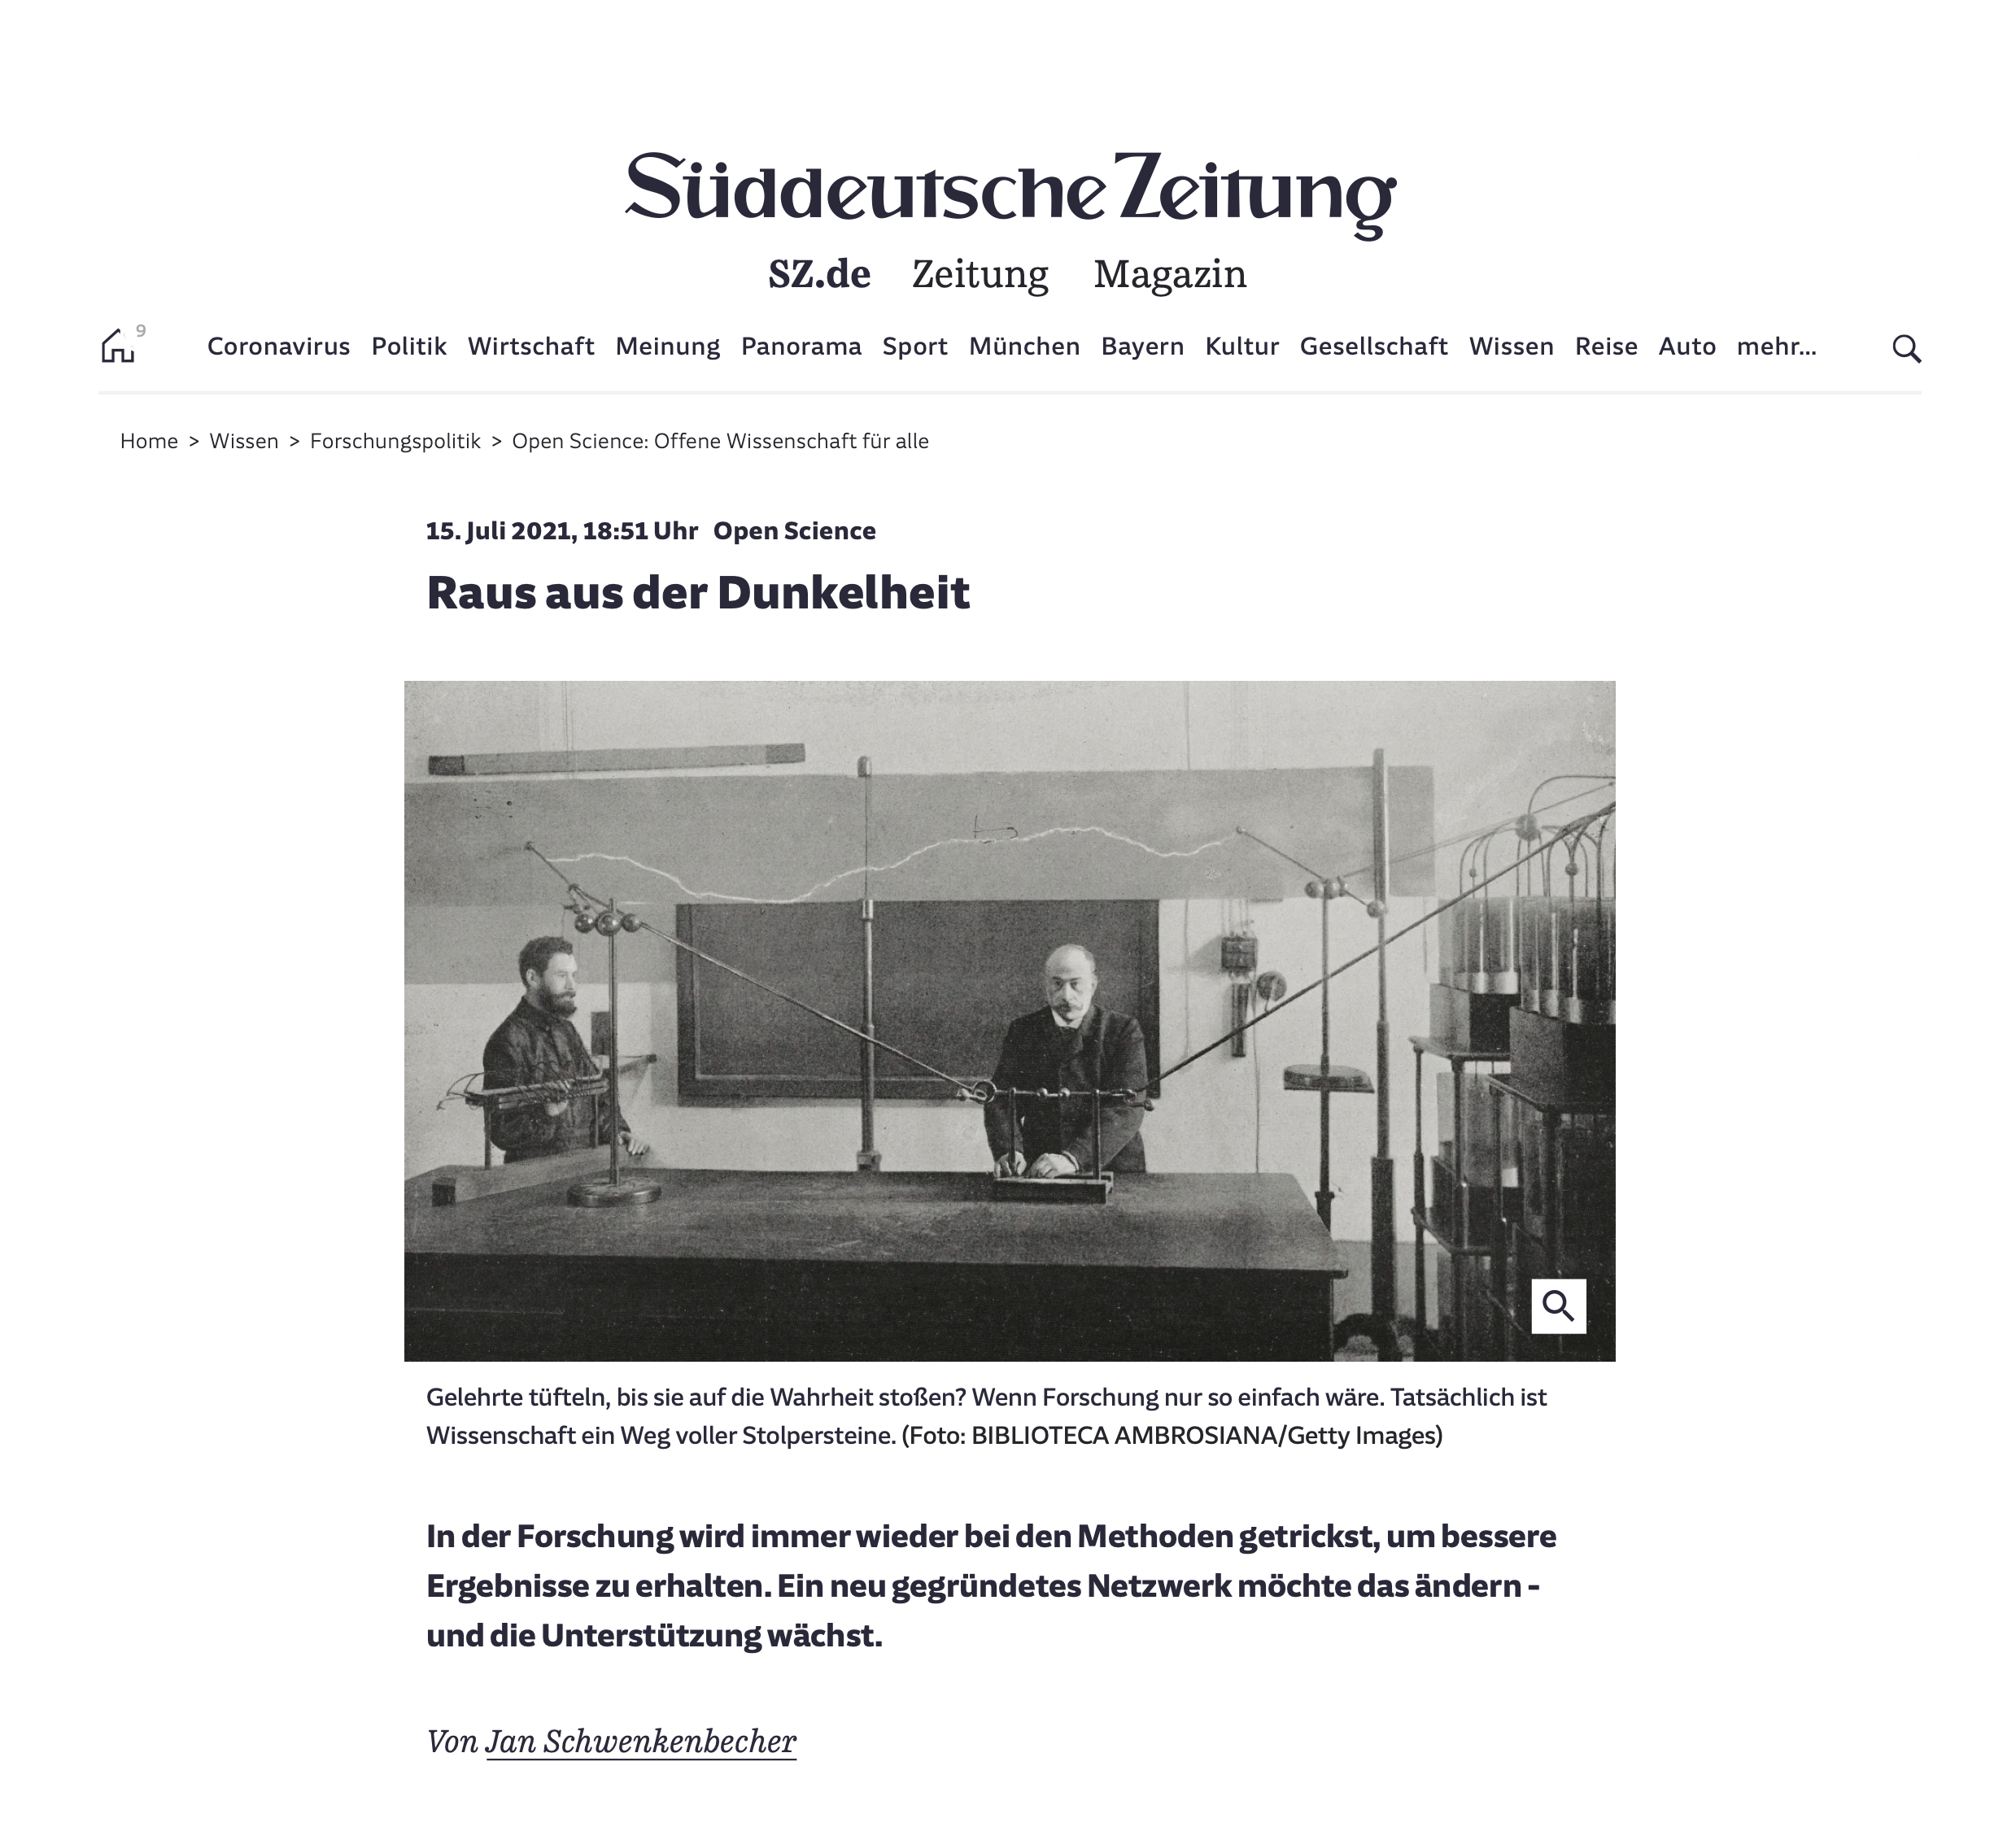 Süddeutsche Zeitung
SZ.de Zeitung Magazin
9
Coronavirus Politik Wirtschaft Meinung Panorama Sport München Bayern Kultur Gesellschaft Wissen Reise Auto mehr...
Home > Wissen > Forschungspolitik > Open Science: Offene Wissenschaft für alle
15. Juli 2021, 18:51 Uhr Open Science
Raus aus der Dunkelheit
Gelehrte tüfteln, bis sie auf die Wahrheit stoßen? Wenn Forschung nur so einfach wäre. Tatsächlich ist
Wissenschaft ein Weg voller Stolpersteine. (Foto: BIBLIOTECA AMBROSIANA/Getty Images)
In der Forschung wird immer wieder bei den Methoden getrickst, um bessere
Ergebnisse zu erhalten. Ein neu gegründetes Netzwerk möchte das ändern -
und die Unterstützung wächst.
Von Jan Schwenkenbecher